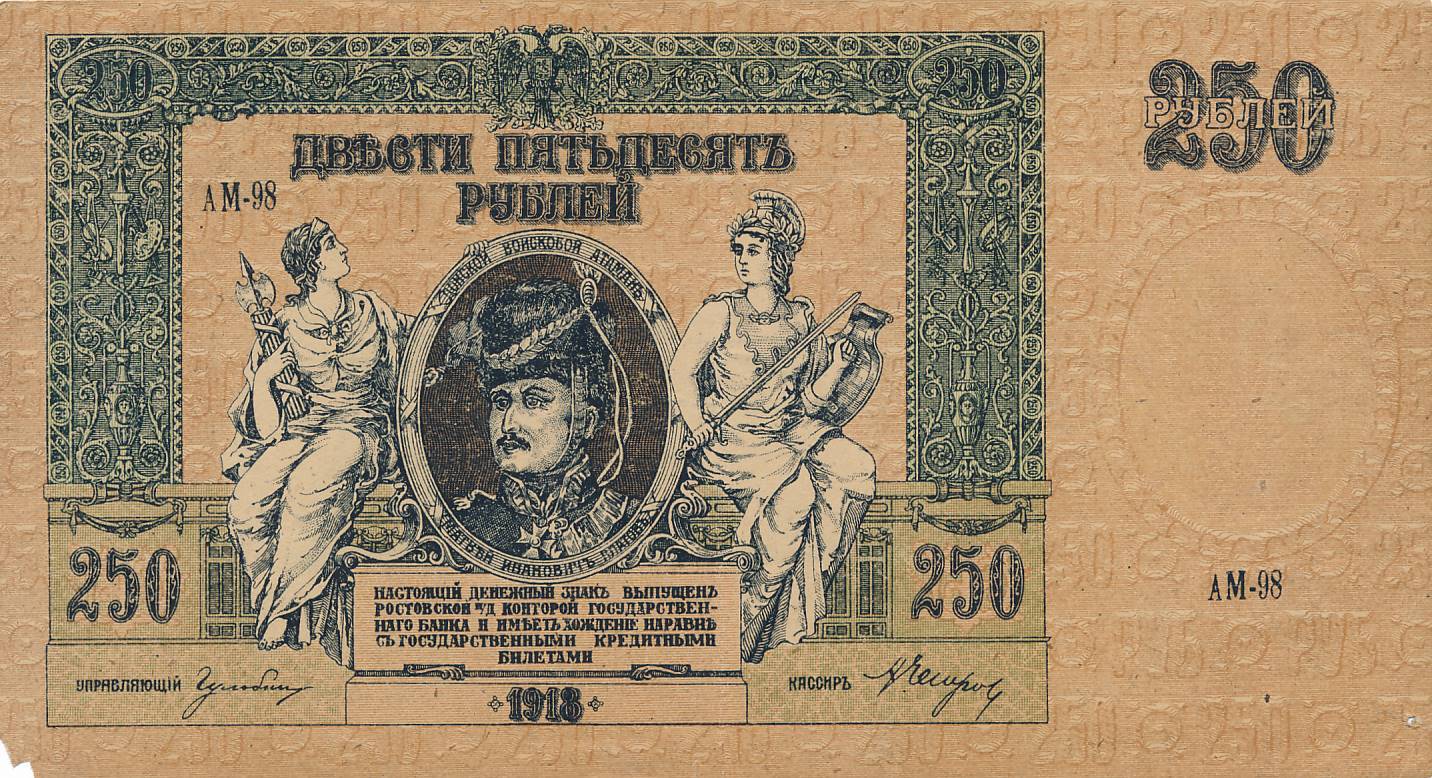 250
250
250
РУБЛЕЙ
ДВѢСТИ ПЯТЬДЕСЯТЪ
РУБЛЕЙ
АМ-98
ДОНСКОЙ ВОЙСКОВОЙ АТАМАНЪ
МАТВѢЙ ИВАНОВИЧЪ ПЛАТОВЪ
250
250
АМ-98
НАСТОЯЩІЙ ДЕНЕЖНЫЙ ЗНАКЪ ВЫПУЩЕНЪ
РОСТОВСКОЙ Н/Д КОНТОРОЙ ГОСУДАРСТВЕН-
НАГО БАНКА И ИМѢЕТЪ ХОЖДЕНІЕ НАРАВНѢ
СЪ ГОСУДАРСТВЕННЫМИ КРЕДИТНЫМИ
БИЛЕТАМИ
УПРАВЛЯЮЩІЙ
КАССИРЪ
1918